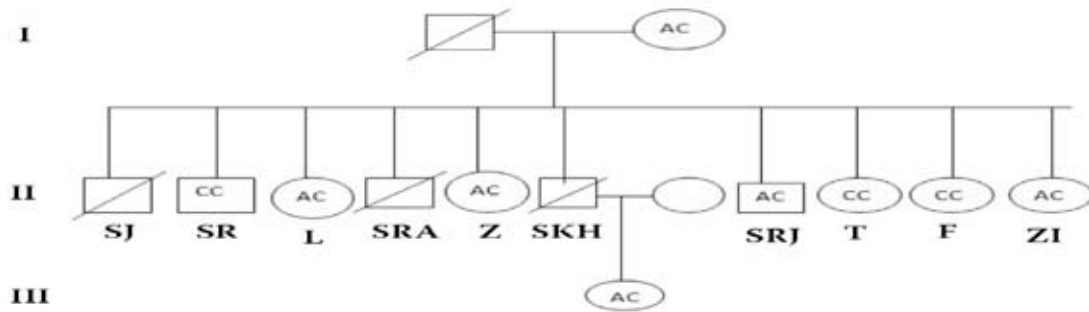 I AC
II CC AC AC AC CC CC AC
SJ SR L SRA Z SKH SRJ T F ZI
III AC